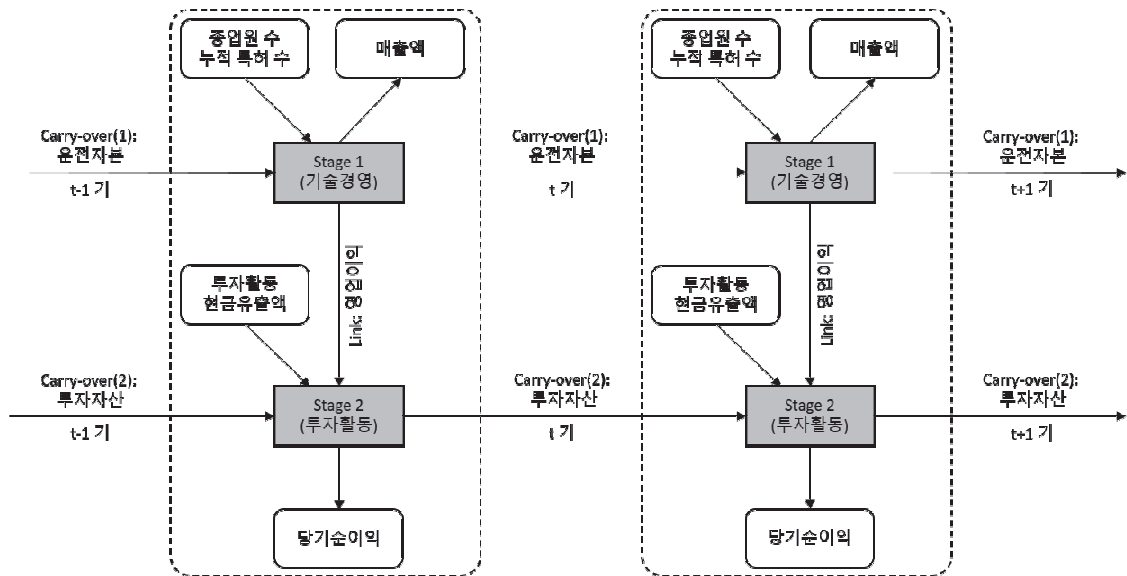 종업원 수
누적 특허 수
매출액
종업원 수
누적 특허 수
매출액
Carry-over(1):
운전자본
t-1 기
Stage 1
(기술경영)
Carry-over(1):
운전자본
t 기
Stage 1
(기술경영)
Carry-over(1):
운전자본
t+1 기
Link: 영업이익
Link: 영업이익
투자활동
현금유출액
투자활동
현금유출액
Carry-over(2):
투자자산
t-1 기
Stage 2
(투자활동)
Carry-over(2):
투자자산
t 기
Stage 2
(투자활동)
Carry-over(2):
투자자산
t+1 기
당기순이익
당기순이익